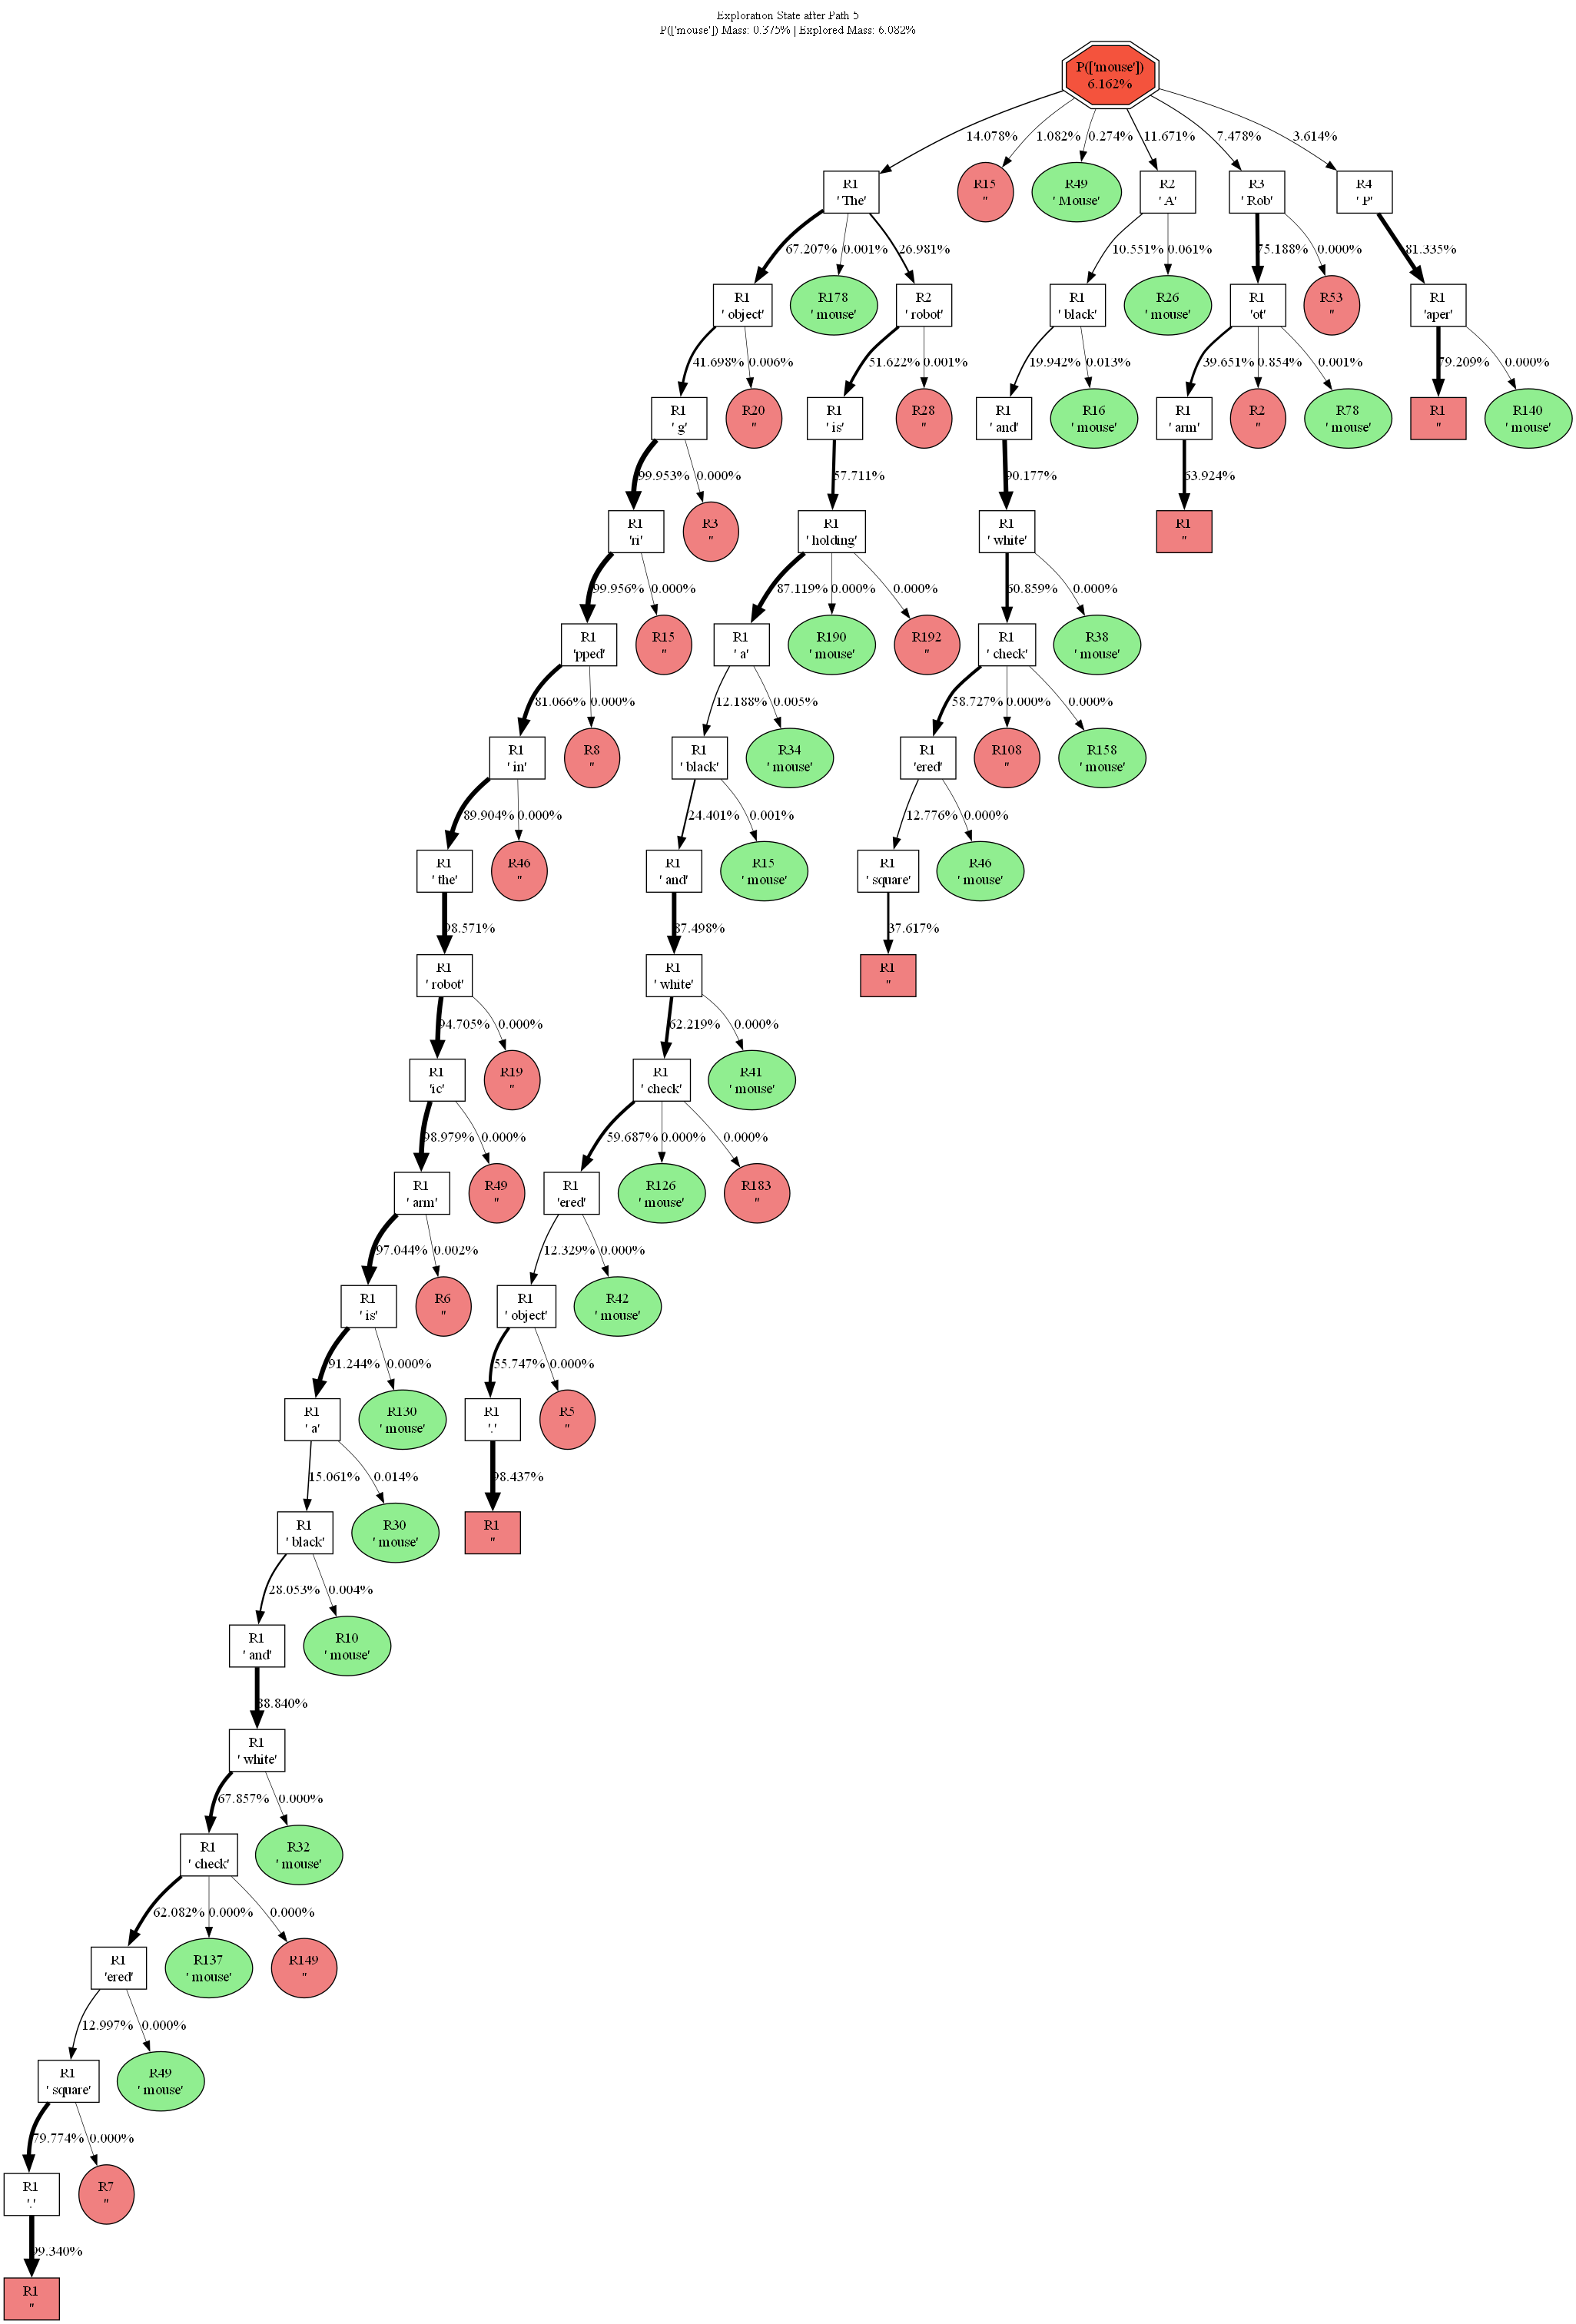 Exploration State after Path 5
P(['mouse']) Mass: 0.375% | Explored Mass: 6.082%
P(['mouse'])
6.162%
14.078% 1.082% 0.274% 11.671% 7.478% 3.614%
R1 R15 R49 R2 R3 R4
' The' '' ' Mouse' ' A' ' Rob' ' P'
67.207% 0.001% 26.981% 10.551% 0.061% 75.188% 0.000% 81.335%
R1 R178 R2 R1 R26 R1 R53 R1
' object' ' mouse' ' robot' ' black' ' mouse' 'ot' '' 'aper'
41.698% 0.006% 51.622% 0.001% 19.942% 0.013% 39.651% 0.854% 0.001% 79.209% 0.000%
R1 R20 R1 R28 R1 R16 R1 R2 R78 R1 R140
' g' '' ' is' '' ' and' ' mouse' ' arm' '' ' mouse' '' ' mouse'
99.953% 0.000% 57.711% 90.177% 63.924%
R1 R3 R1 R1 R1
'ri' '' ' holding' ' white' ''
99.956% 0.000% 87.119% 0.000% 0.000% 60.859% 0.000%
R1 R15 R1 R190 R192 R1 R38
'pped' '' ' a' ' mouse' '' ' check' ' mouse'
81.066% 0.000% 12.188% 0.005% 58.727% 0.000% 0.000%
R1 R8 R1 R34 R1 R108 R158
' in' '' ' black' ' mouse' 'ered' '' ' mouse'
89.904% 0.000% 24.401% 0.001% 12.776% 0.000%
R1 R46 R1 R15 R1 R46
' the' '' ' and' ' mouse' ' square' ' mouse'
98.571% 87.498% 37.617%
R1 R1 R1
' robot' ' white' ''
94.705% 0.000% 62.219% 0.000%
R1 R19 R1 R41
'ic' '' ' check' ' mouse'
98.979% 0.000% 59.687% 0.000% 0.000%
R1 R49 R1 R126 R183
' arm' '' 'ered' ' mouse' ''
97.044% 0.002% 12.329% 0.000%
R1 R6 R1 R42
' is' '' ' object' ' mouse'
91.244% 0.000% 55.747% 0.000%
R1 R130 R1 R5
' a' ' mouse' '.' ''
15.061% 0.014% 98.437%
R1 R30 R1
' black' ' mouse' ''
28.053% 0.004%
R1 R10
' and' ' mouse'
88.840%
R1
' white'
67.857% 0.000%
R1 R32
' check' ' mouse'
62.082% 0.000% 0.000%
R1 R137 R149
'ered' ' mouse' ''
12.997% 0.000%
R1 R49
' square' ' mouse'
79.774% 0.000%
R1 R7
'.' ''
99.340%
R1
''